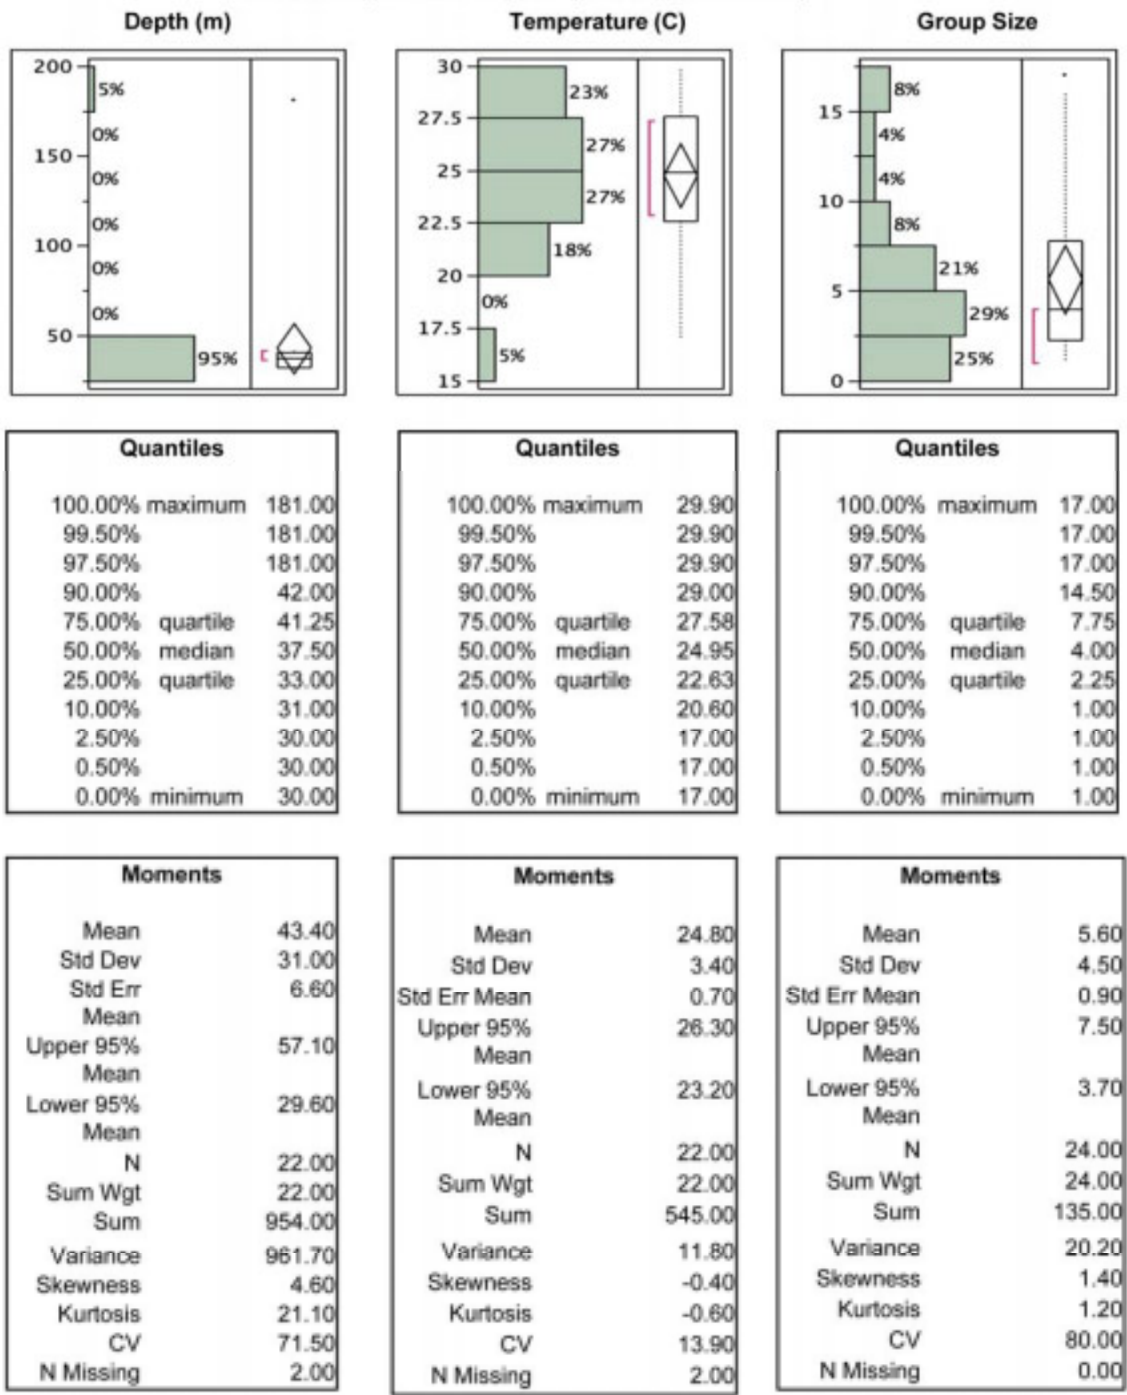 Depth (m)
200
5%
0%
150
0%
0%
100
0%
0%
50
95%
Temperature (C)
30
23%
27.5
27%
25
27%
22.5
18%
20
0%
17.5
5%
15
Group Size
8%
15
4%
4%
10
8%
21%
5
29%
25%
0
Quantiles
100.00% maximum 181.00
99.50% 181.00
97.50% 181.00
90.00% 42.00
75.00% quartile 41.25
50.00% median 37.50
25.00% quartile 33.00
10.00% 31.00
2.50% 30.00
0.50% 30.00
0.00% minimum 30.00
Quantiles
100.00% maximum 29.90
99.50% 29.90
97.50% 29.90
90.00% 29.00
75.00% quartile 27.58
50.00% median 24.95
25.00% quartile 22.63
10.00% 20.60
2.50% 17.00
0.50% 17.00
0.00% minimum 17.00
Quantiles
100.00% maximum 17.00
99.50% 17.00
97.50% 17.00
90.00% 14.50
75.00% quartile 7.75
50.00% median 4.00
25.00% quartile 2.25
10.00% 1.00
2.50% 1.00
0.50% 1.00
0.00% minimum 1.00
Moments
Mean 43.40
Std Dev 31.00
Std Err 6.60
Mean
Upper 95% 57.10
Mean
Lower 95% 29.60
Mean
N 22.00
Sum Wgt 22.00
Sum 954.00
Variance 961.70
Skewness 4.60
Kurtosis 21.10
CV 71.50
N Missing 2.00
Moments
Mean 24.80
Std Dev 3.40
Std Err Mean 0.70
Upper 95% 26.30
Mean
Lower 95% 23.20
Mean
N 22.00
Sum Wgt 22.00
Sum 545.00
Variance 11.80
Skewness -0.40
Kurtosis -0.60
CV 13.90
N Missing 2.00
Moments
Mean 5.60
Std Dev 4.50
Std Err Mean 0.90
Upper 95% 7.50
Mean
Lower 95% 3.70
Mean
N 24.00
Sum Wgt 24.00
Sum 135.00
Variance 20.20
Skewness 1.40
Kurtosis 1.20
CV 80.00
N Missing 0.00